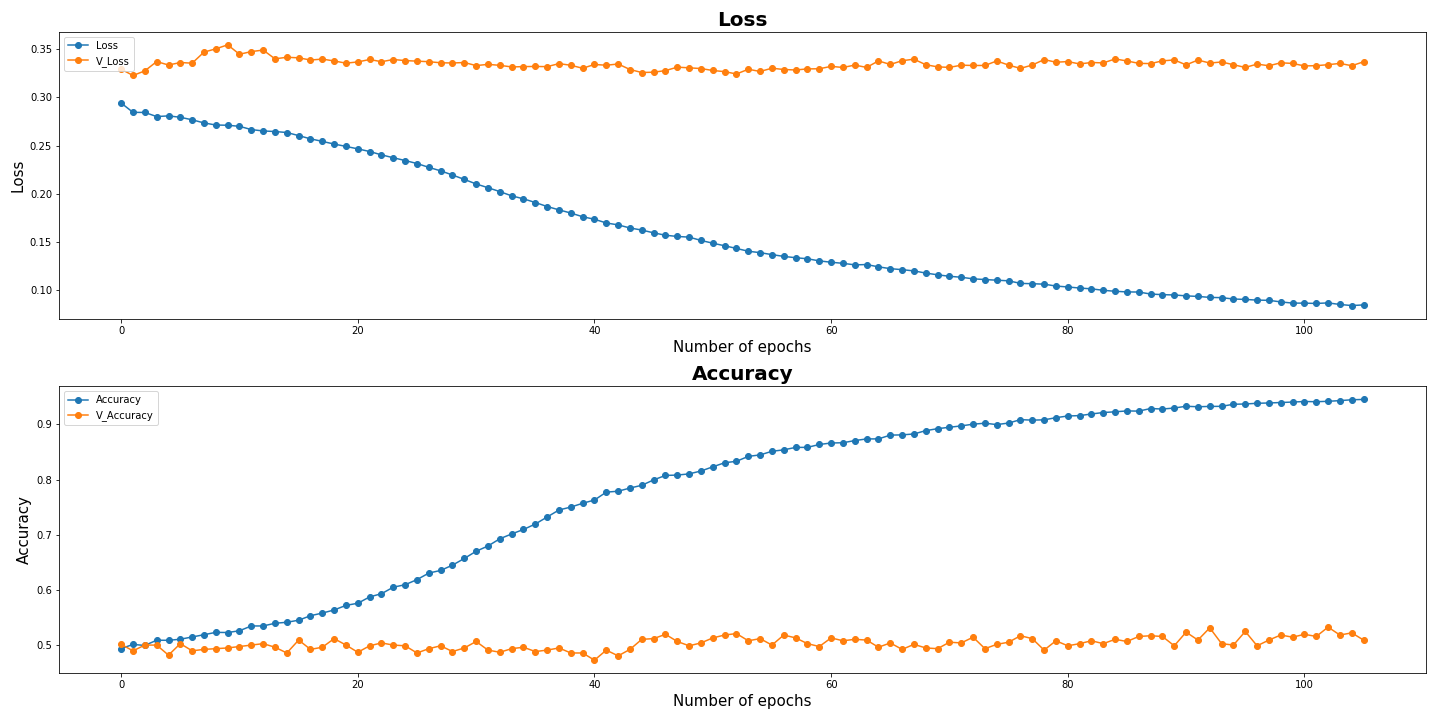 Loss
Loss
V_Loss
0.35
0.30
0.25
0.20
0.15
0.10
Loss
0 20 40 60 80 100
Number of epochs
Accuracy
Accuracy
V_Accuracy
0.9
0.8
0.7
0.6
0.5
Accuracy
0 20 40 60 80 100
Number of epochs